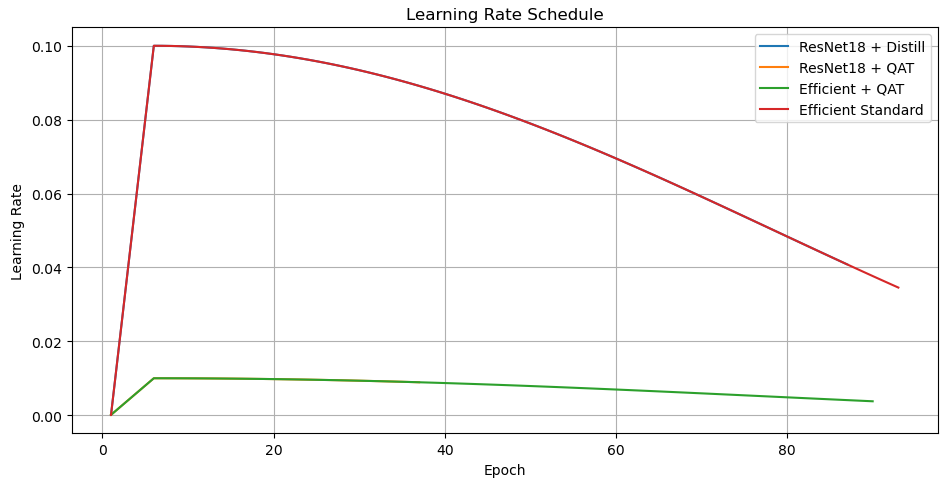 Learning Rate Schedule
ResNet18 + Distill
ResNet18 + QAT
Efficient + QAT
Efficient Standard
Learning Rate
0.10
0.08
0.06
0.04
0.02
0.00
0
20
40
60
80
Epoch